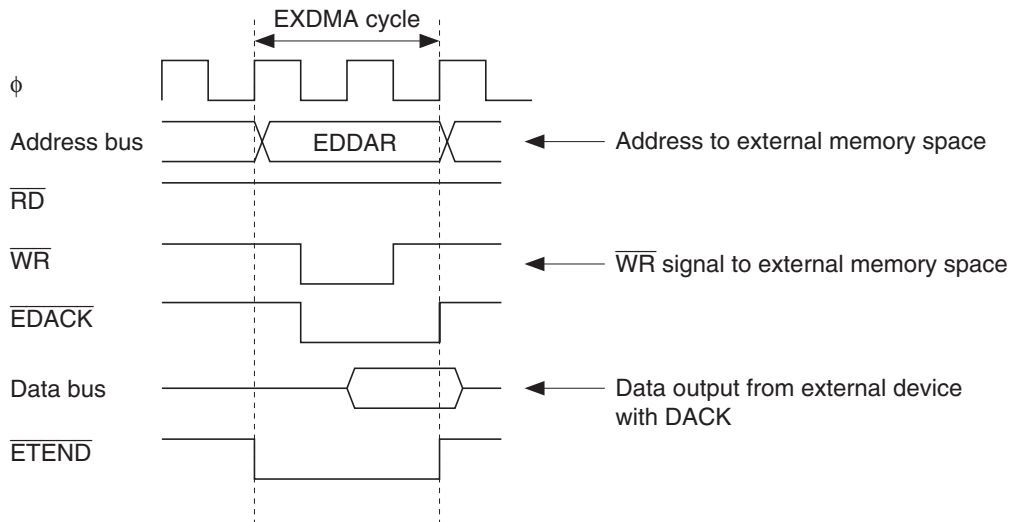 EXDMA cycle
ϕ
Address bus
EDDAR
Address to external memory space
RD
WR
WR signal to external memory space
EDACK
Data bus
Data output from external device
with DACK
ETEND